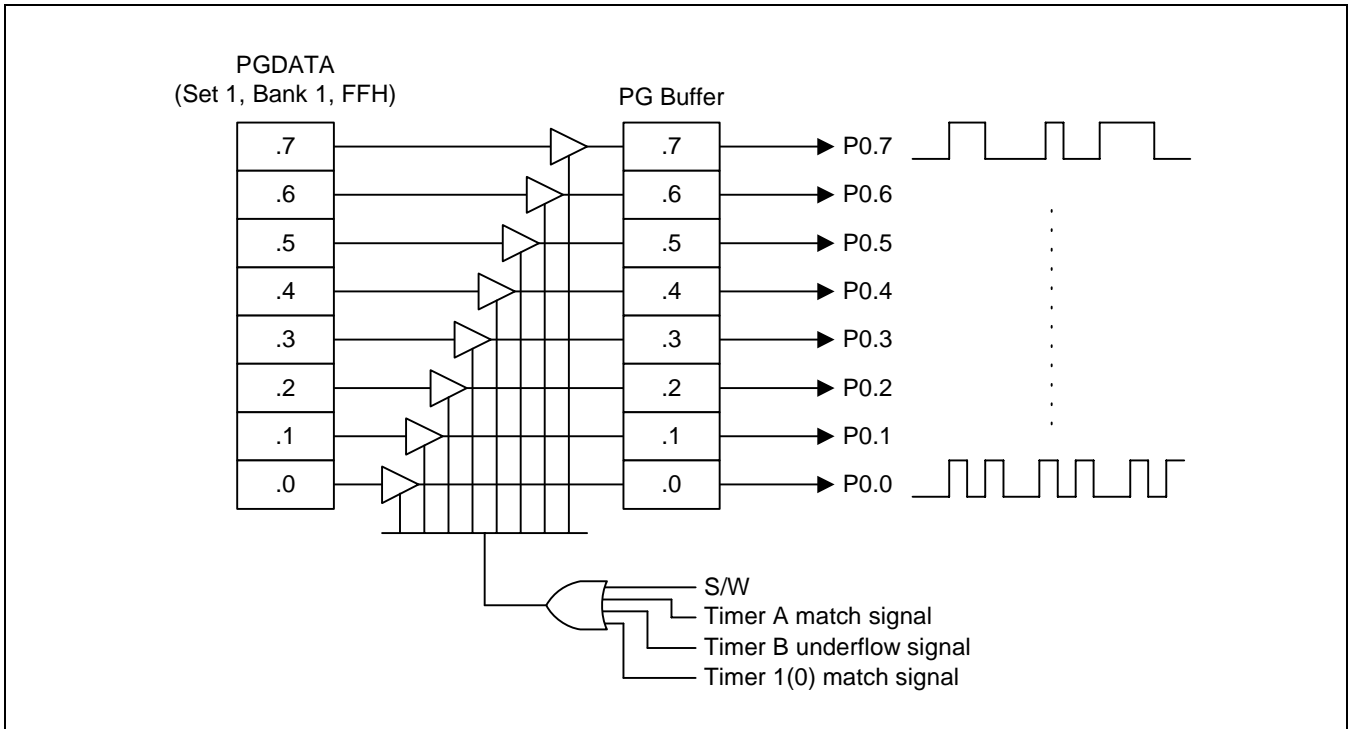 PGDATA
(Set 1, Bank 1, FFH)
PG Buffer
.7 .7 P0.7
.6 .6 P0.6
.5 .5 P0.5
.4 .4 P0.4
.3 .3 P0.3
.2 .2 P0.2
.1 .1 P0.1
.0 .0 P0.0
S/W
Timer A match signal
Timer B underflow signal
Timer 1(0) match signal